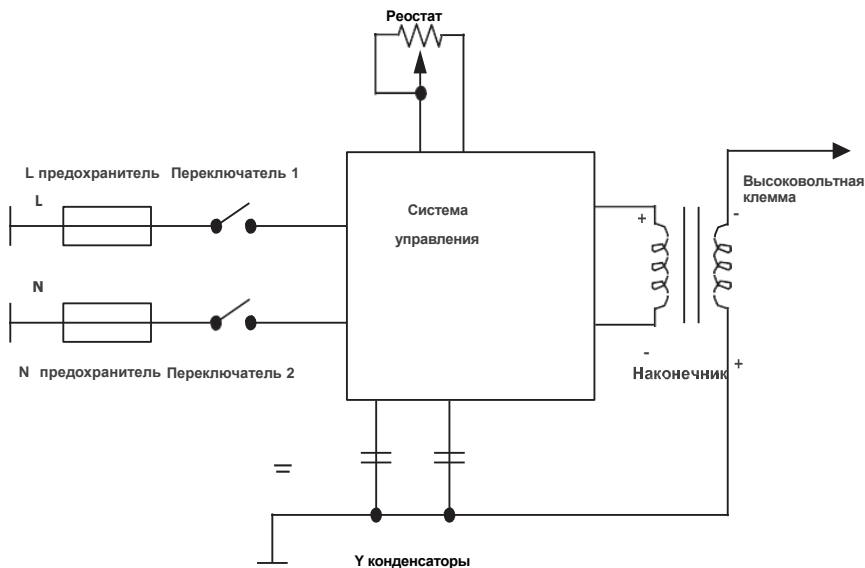 Реостат
L предохранитель Переключатель 1
L
Высоковольтная
клемма
Система
управления
+
-
N
N предохранитель Переключатель 2
-
Наконечник
+
=
Y конденсаторы